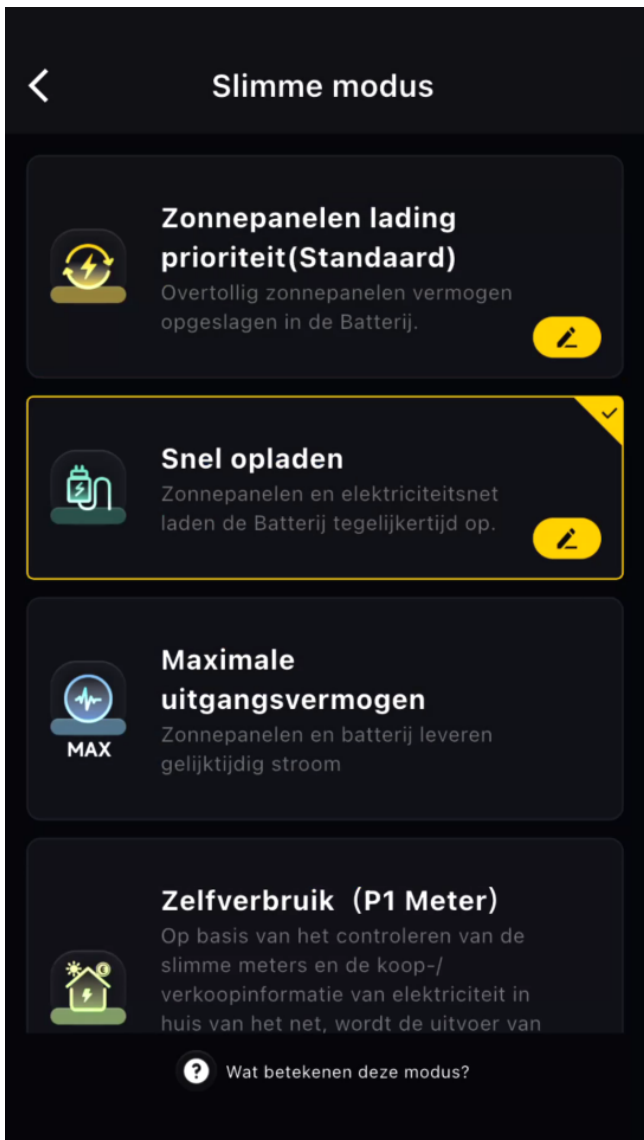 Slimme modus
Zonnepanelen lading
prioriteit(Standaard)
Overtollig zonnepanelen vermogen
opgeslagen in de Batterij.
Snel opladen
Zonnepanelen en elektriciteitsnet
laden de Batterij tegelijkertijd op.
Maximale
uitgangsvermogen
Zonnepanelen en batterij leveren
gelijktijdig stroom
MAX
Zelfverbruik（P1 Meter）
Op basis van het controleren van de
slimme meters en de koop-/
verkoopinformatie van elektriciteit in
huis van het net, wordt de uitvoer van
? Wat betekenen deze modus?